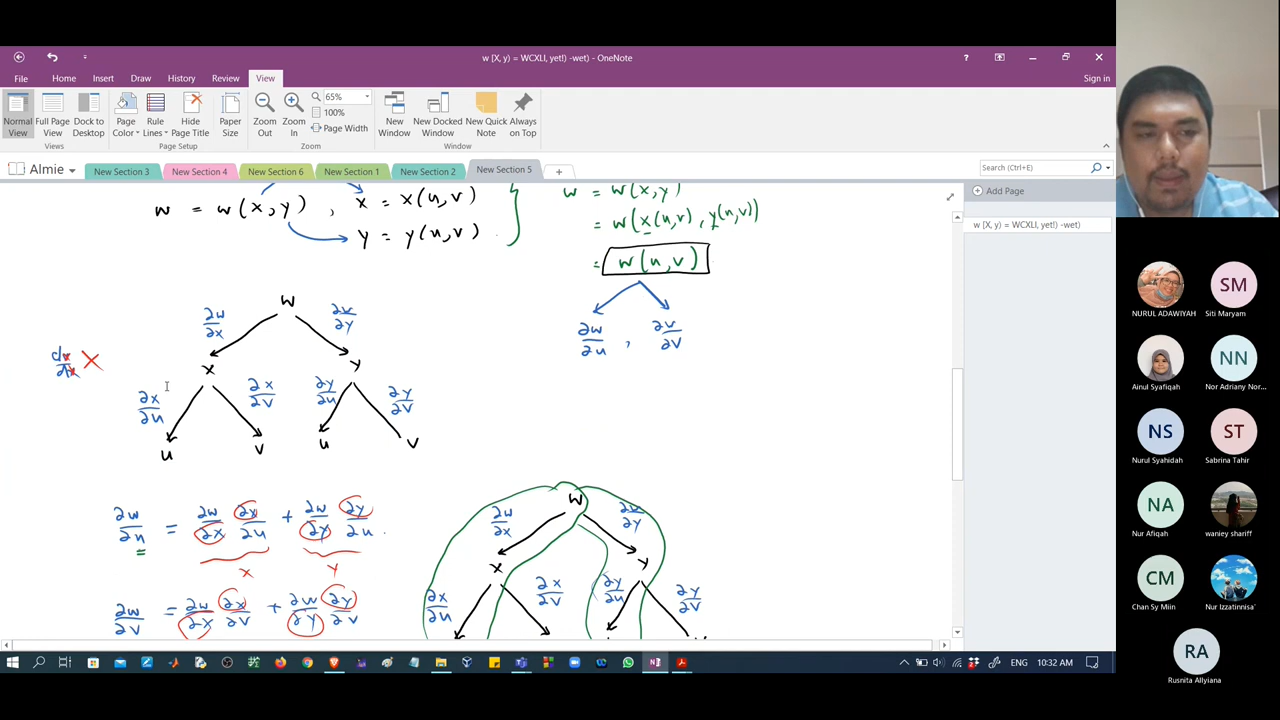 w [X, y) = WCXLI, yet!) -wet) - OneNote
?
Sign in
File Home Insert Draw History Review View
Normal View
Full Page View
Dock to Desktop
Page Color
Rule Lines
Hide Page Title
Paper Size
Zoom Out
Zoom In
65%
100%
Page Width
New Window
New Docked Window
New Quick Note
Always on Top
Views
Page Setup
Zoom
Window
Almie
New Section 3
New Section 4
New Section 6
New Section 1
New Section 2
New Section 5
+
Search (Ctrl+E)
Add Page
w [X, y) = WCXLI, yet!) -wet)
w = w(x,y) , x = x(u,v)
y = y(u,v)
w = w(x,y)
= w(x(u,v), y(u,v))
= w(u,v)
∂w/∂u , ∂v/∂v
w
∂w/∂x ∂v/∂y
x y
∂x/∂u ∂x/∂v ∂y/∂u ∂y/∂v
u v u v
∂w/∂u = ∂w/∂x ∂x/∂u + ∂w/∂y ∂y/∂u
x y
∂w/∂v = ∂w/∂x ∂x/∂v + ∂w/∂y ∂y/∂v
w
∂w/∂x ∂v/∂y
x y
∂x/∂u ∂x/∂v ∂y/∂u ∂y/∂v
NURUL ADAWIYAH
SM
Siti Maryam
Ainul Syafiqah
NN
Nor Adriany Nor...
NS
Nurul Syahidah
ST
Sabrina Tahir
NA
Nur Afiqah
waniey shariff
CM
Chan Sy Miin
Nur Izzatinnisa'
RA
Rusnita Allyiana
ENG
10:32 AM